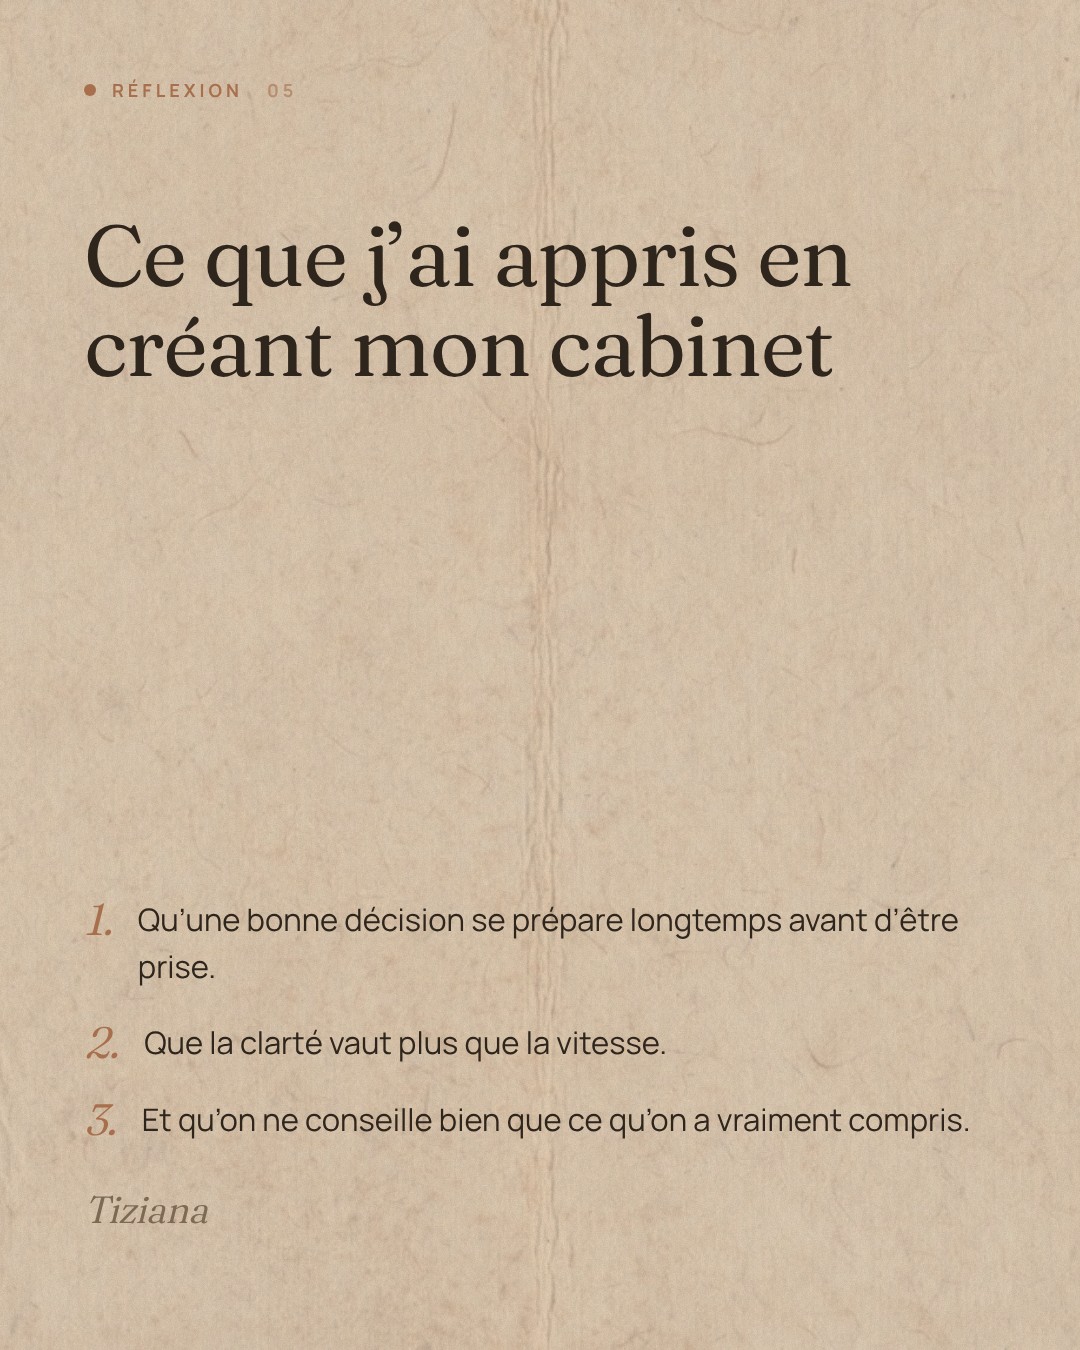 RÉFLEXION 05
Ce que j’ai appris en
créant mon cabinet
1. Qu’une bonne décision se prépare longtemps avant d’être
prise.
2. Que la clarté vaut plus que la vitesse.
3. Et qu’on ne conseille bien que ce qu’on a vraiment compris.
Tiziana